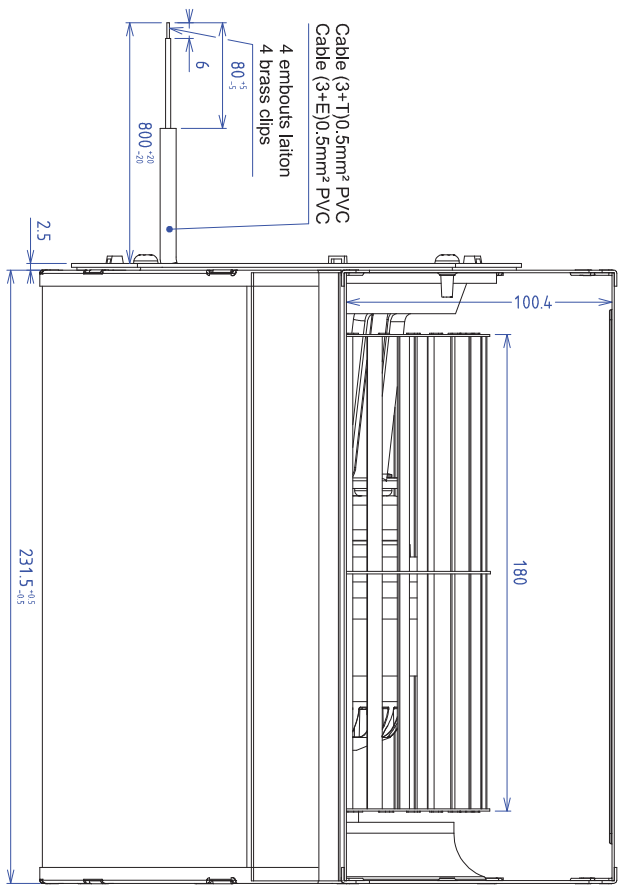 Cable (3+T)0.5mm² PVC
Cable (3+E)0.5mm² PVC
4 embouts laiton
4 brass clips
6
80 +5 -5
800 +20 -20
2.5
100.4
180
231.5 +0.5 -0.5